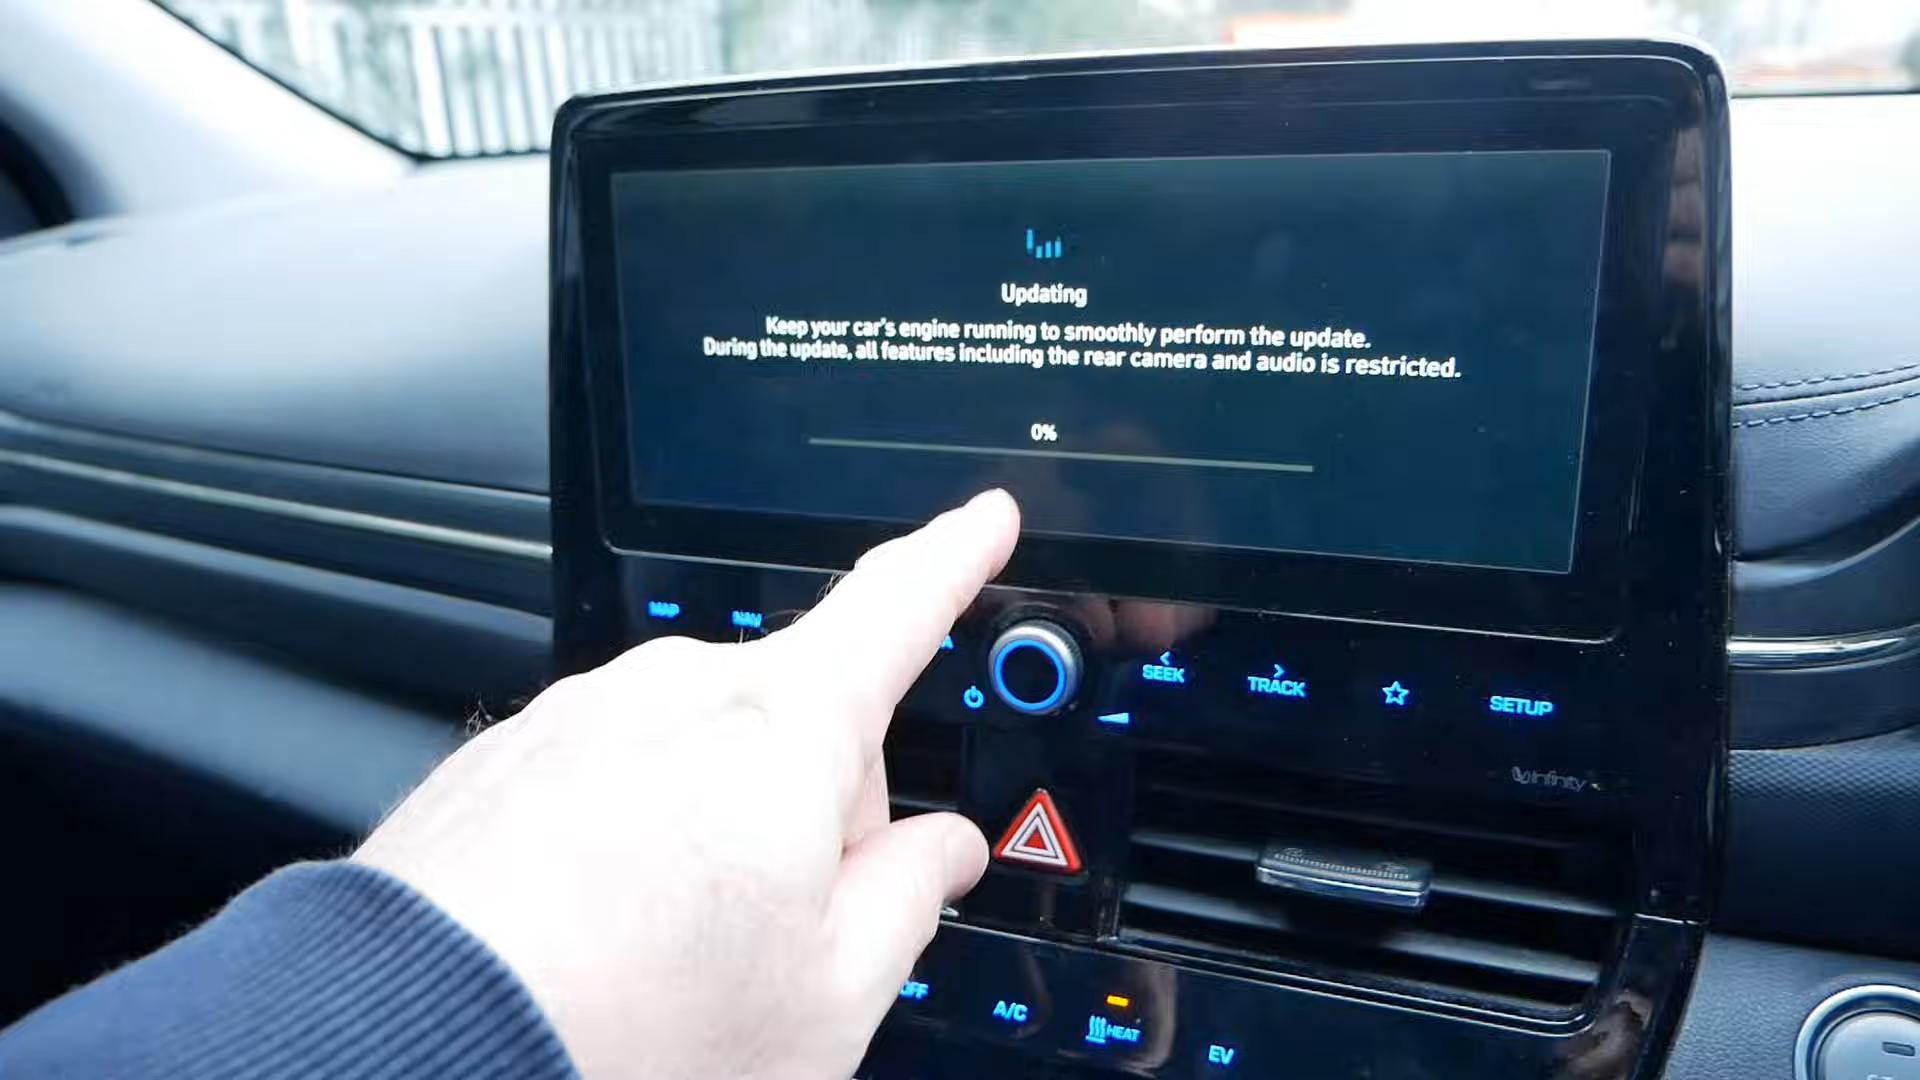 Updating
Keep your car's engine running to smoothly perform the update.
During the update, all features including the rear camera and audio is restricted.
0%
MAP
NAV
SEEK
TRACK
SETUP
infinity
OFF
A/C
HEAT
EV